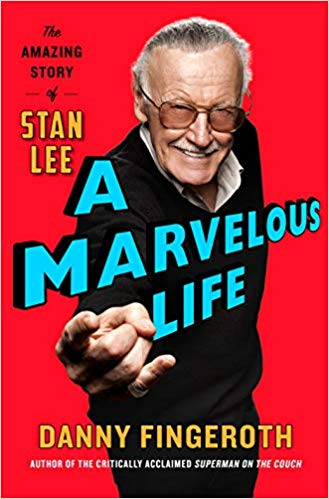 The
AMAZING
STORY
of
STAN
LEE
A
MARVELOUS
LIFE
DANNY FINGEROTH
AUTHOR OF THE CRITICALLY ACCLAIMED SUPERMAN ON THE COUCH